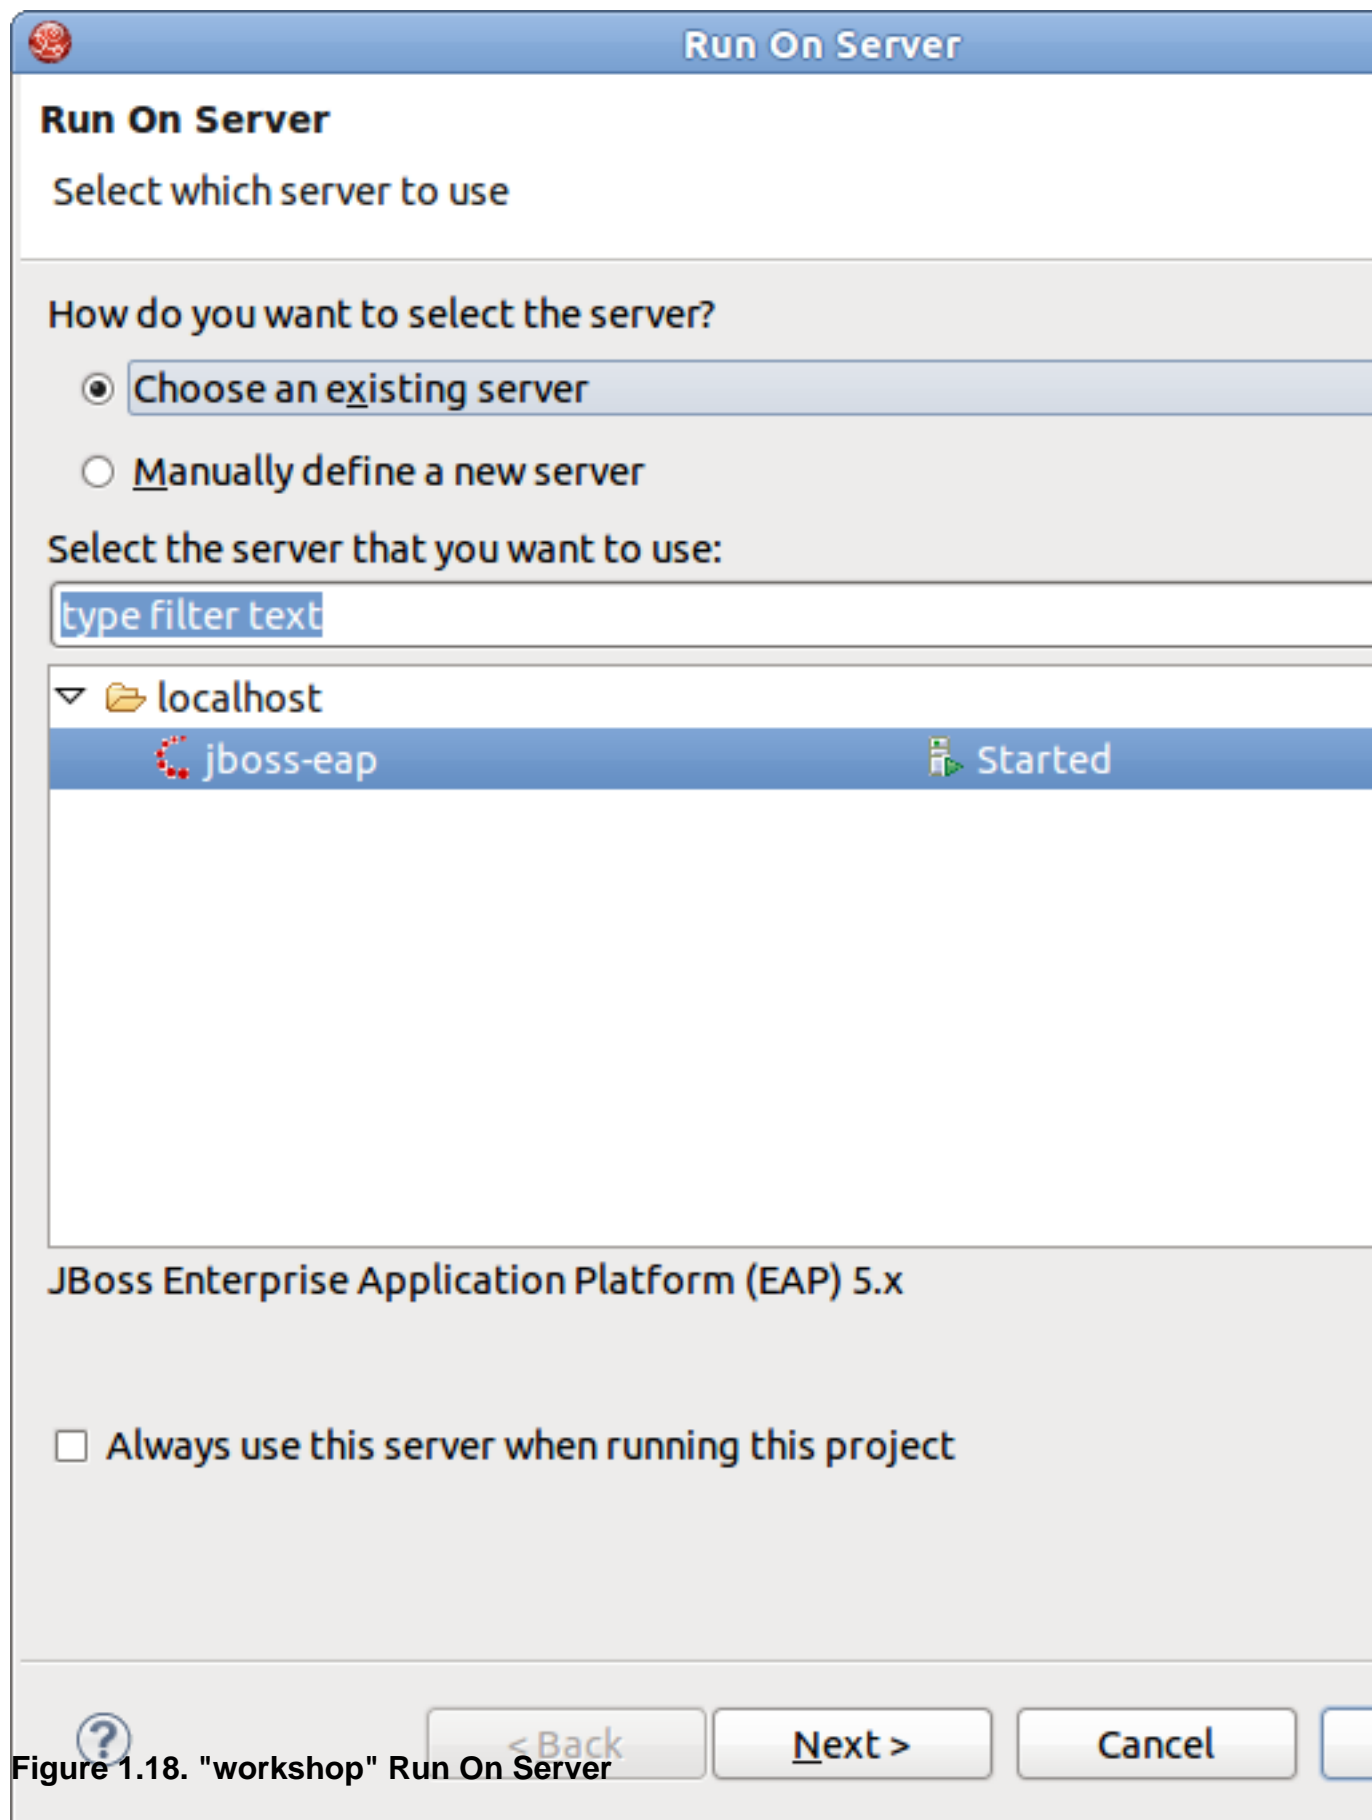 Run On Server
Run On Server
Select which server to use
How do you want to select the server?
Choose an existing server
Manually define a new server
Select the server that you want to use:
type filter text
localhost
jboss-eap Started
JBoss Enterprise Application Platform (EAP) 5.x
Always use this server when running this project
< Back Next > Cancel
Figure 1.18. "workshop" Run On Server